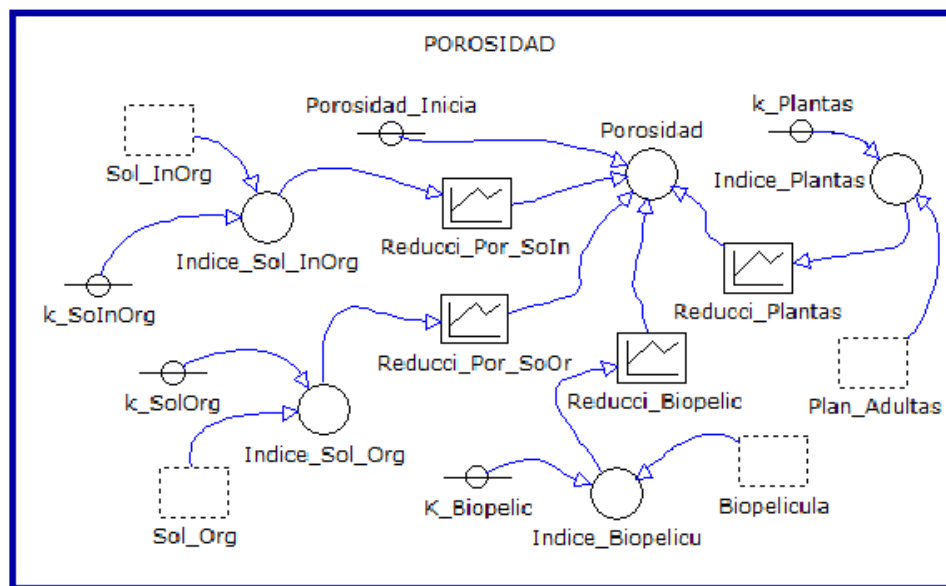 POROSIDAD
Porosidad_Inicia
k_Plantas
Porosidad
Sol_InOrg
Indice_Plantas
Reducci_Por_SoIn
Indice_Sol_InOrg
k_SoInOrg
Reducci_Plantas
Reducci_Por_SoOr
k_SolOrg
Reducci_Biopelic
Plan_Adultas
Indice_Sol_Org
K_Biopelic
Biopelicula
Sol_Org
Indice_Biopelicu